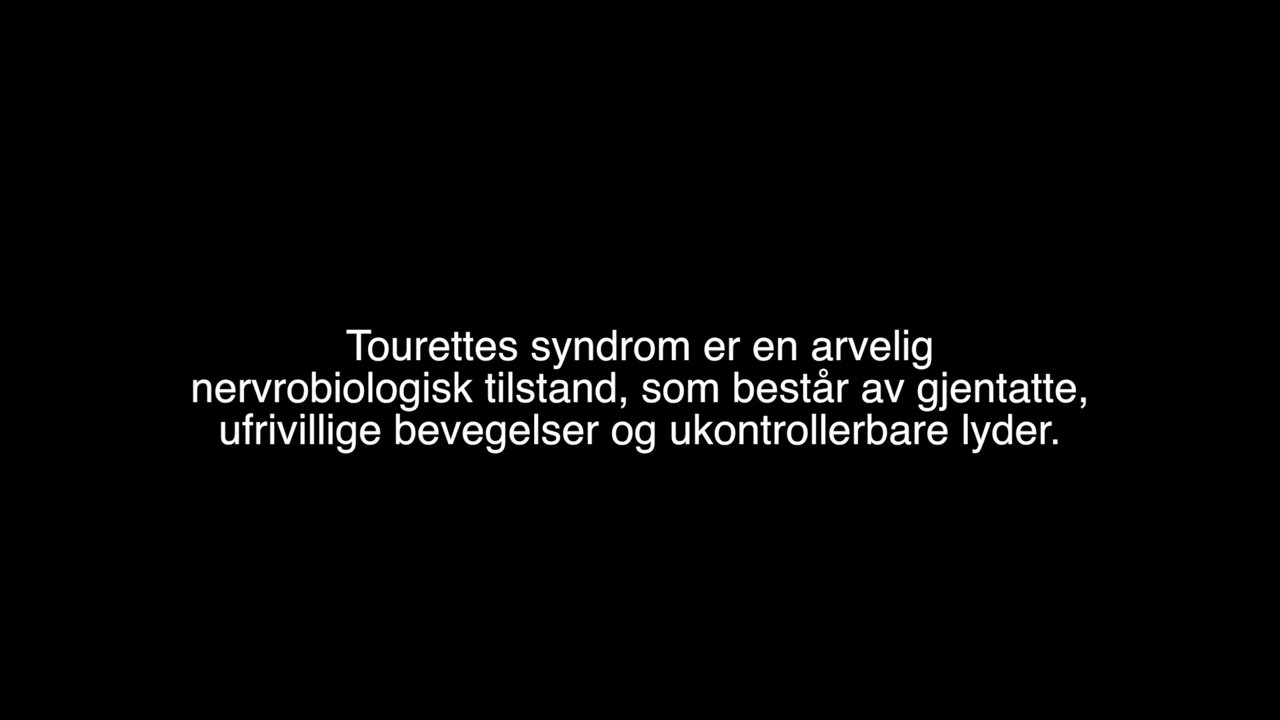 Tourettes syndrom er en arvelig
nervrobiologisk tilstand, som består av gjentatte,
ufrivillige bevegelser og ukontrollerbare lyder.